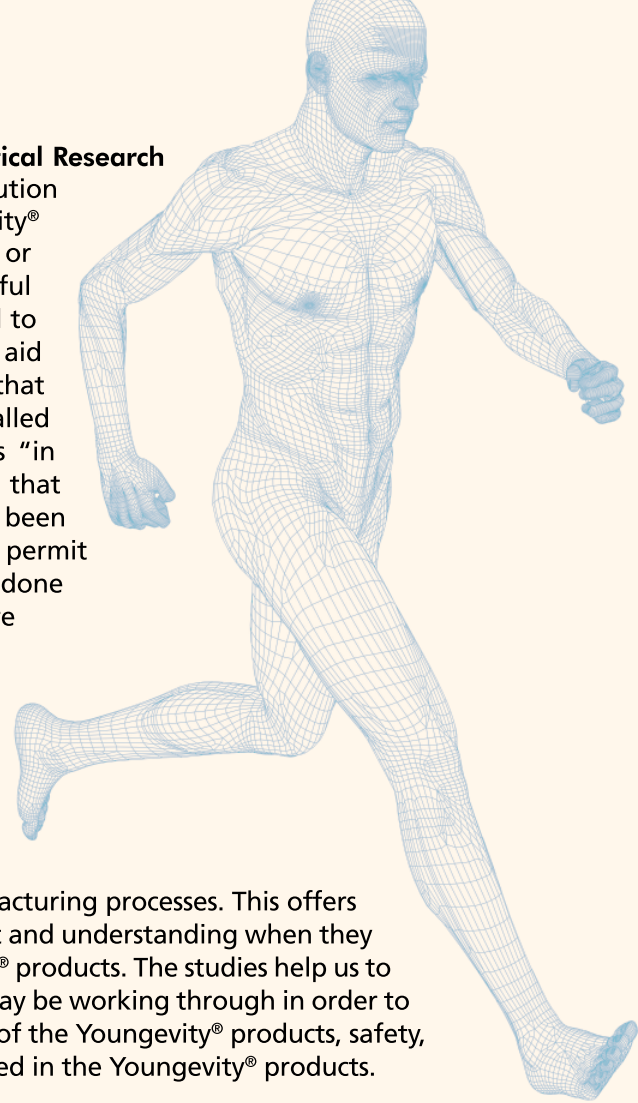 ical Research
ution
ity®
or
ful
to
aid
that
alled
s “in
that
been
permit
done
e
acturing processes. This offers
t and understanding when they
® products. The studies help us to
ay be working through in order to
of the Youngevity® products, safety,
ed in the Youngevity® products.